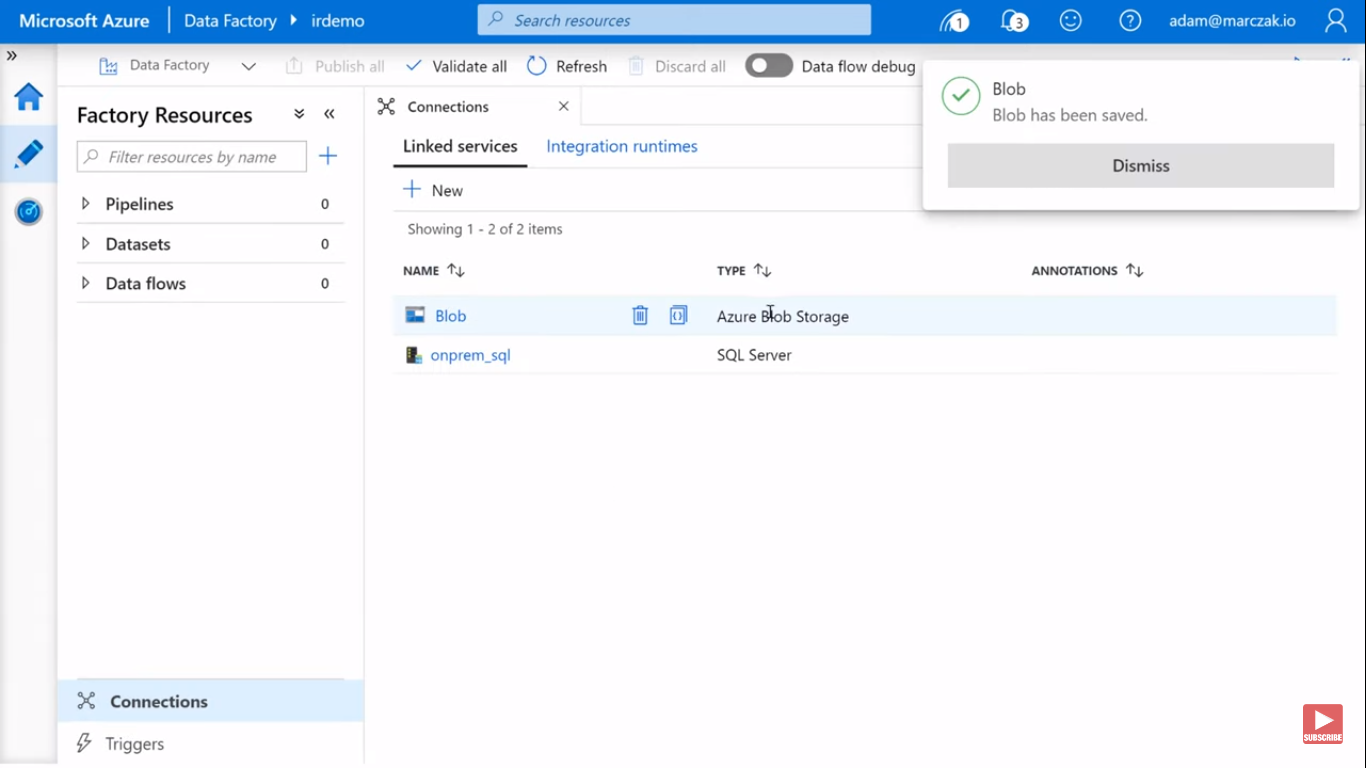 Microsoft Azure | Data Factory irdemo
Search resources
1
3
adam@marczak.io
Data Factory
Publish all
Validate all
Refresh
Discard all
Data flow debug
Blob
Blob has been saved.
Dismiss
Factory Resources
Filter resources by name
Pipelines 0
Datasets 0
Data flows 0
Connections
Triggers
Connections
Linked services
Integration runtimes
New
Showing 1 - 2 of 2 items
NAME TYPE ANNOTATIONS
Blob Azure Blob Storage
onprem_sql SQL Server
SUBSCRIBE